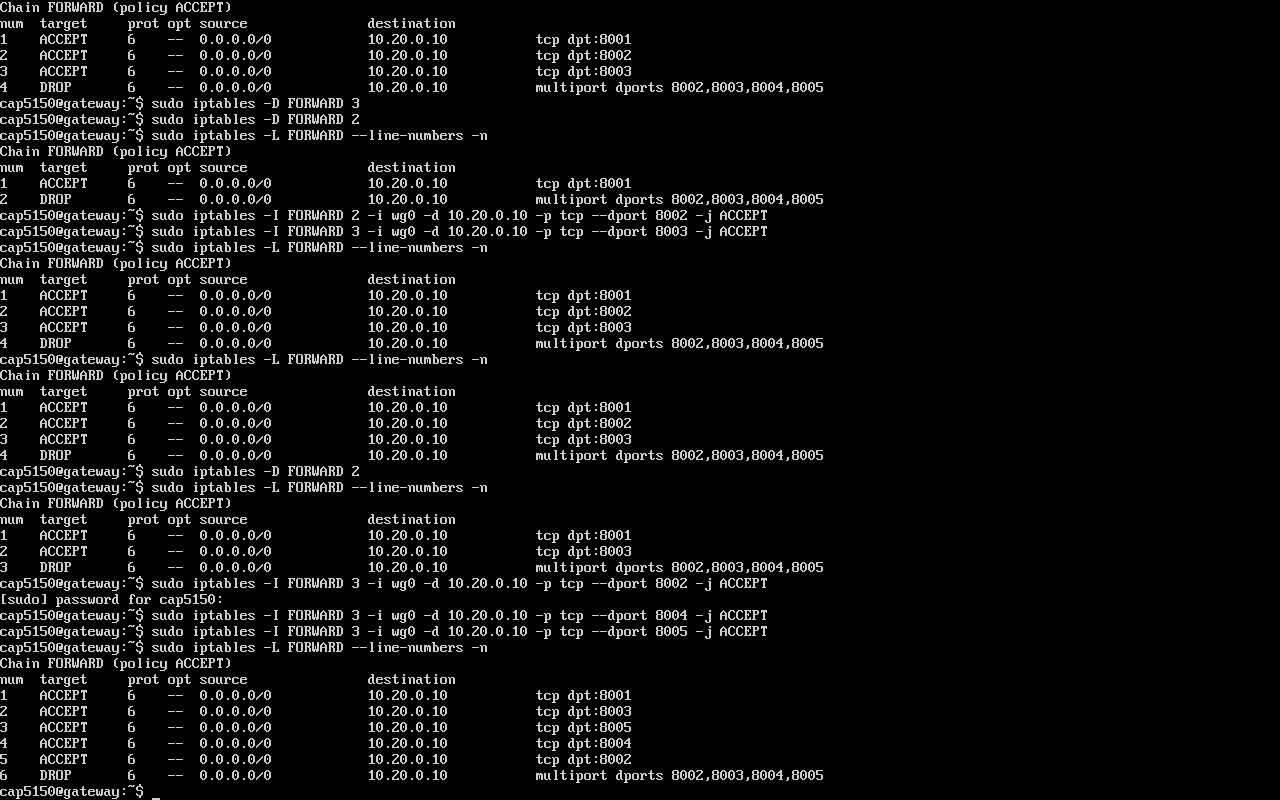 Chain FORWARD (policy ACCEPT)
num  target     prot opt source               destination
1    ACCEPT     6    --  0.0.0.0/0            10.20.0.10           tcp dpt:8001
2    ACCEPT     6    --  0.0.0.0/0            10.20.0.10           tcp dpt:8002
3    ACCEPT     6    --  0.0.0.0/0            10.20.0.10           tcp dpt:8003
4    DROP       6    --  0.0.0.0/0            10.20.0.10           multiport dports 8002,8003,8004,8005
cap5150@gateway:~$ sudo iptables -D FORWARD 3
cap5150@gateway:~$ sudo iptables -D FORWARD 2
cap5150@gateway:~$ sudo iptables -L FORWARD --line-numbers -n
Chain FORWARD (policy ACCEPT)
num  target     prot opt source               destination
1    ACCEPT     6    --  0.0.0.0/0            10.20.0.10           tcp dpt:8001
2    DROP       6    --  0.0.0.0/0            10.20.0.10           multiport dports 8002,8003,8004,8005
cap5150@gateway:~$ sudo iptables -I FORWARD 2 -i wg0 -d 10.20.0.10 -p tcp --dport 8002 -j ACCEPT
cap5150@gateway:~$ sudo iptables -I FORWARD 3 -i wg0 -d 10.20.0.10 -p tcp --dport 8003 -j ACCEPT
cap5150@gateway:~$ sudo iptables -L FORWARD --line-numbers -n
Chain FORWARD (policy ACCEPT)
num  target     prot opt source               destination
1    ACCEPT     6    --  0.0.0.0/0            10.20.0.10           tcp dpt:8001
2    ACCEPT     6    --  0.0.0.0/0            10.20.0.10           tcp dpt:8002
3    ACCEPT     6    --  0.0.0.0/0            10.20.0.10           tcp dpt:8003
4    DROP       6    --  0.0.0.0/0            10.20.0.10           multiport dports 8002,8003,8004,8005
cap5150@gateway:~$ sudo iptables -L FORWARD --line-numbers -n
Chain FORWARD (policy ACCEPT)
num  target     prot opt source               destination
1    ACCEPT     6    --  0.0.0.0/0            10.20.0.10           tcp dpt:8001
2    ACCEPT     6    --  0.0.0.0/0            10.20.0.10           tcp dpt:8002
3    ACCEPT     6    --  0.0.0.0/0            10.20.0.10           tcp dpt:8003
4    DROP       6    --  0.0.0.0/0            10.20.0.10           multiport dports 8002,8003,8004,8005
cap5150@gateway:~$ sudo iptables -D FORWARD 2
cap5150@gateway:~$ sudo iptables -L FORWARD --line-numbers -n
Chain FORWARD (policy ACCEPT)
num  target     prot opt source               destination
1    ACCEPT     6    --  0.0.0.0/0            10.20.0.10           tcp dpt:8001
2    ACCEPT     6    --  0.0.0.0/0            10.20.0.10           tcp dpt:8003
3    DROP       6    --  0.0.0.0/0            10.20.0.10           multiport dports 8002,8003,8004,8005
cap5150@gateway:~$ sudo iptables -I FORWARD 3 -i wg0 -d 10.20.0.10 -p tcp --dport 8002 -j ACCEPT
[sudo] password for cap5150:
cap5150@gateway:~$ sudo iptables -I FORWARD 3 -i wg0 -d 10.20.0.10 -p tcp --dport 8004 -j ACCEPT
cap5150@gateway:~$ sudo iptables -I FORWARD 3 -i wg0 -d 10.20.0.10 -p tcp --dport 8005 -j ACCEPT
cap5150@gateway:~$ sudo iptables -L FORWARD --line-numbers -n
Chain FORWARD (policy ACCEPT)
num  target     prot opt source               destination
1    ACCEPT     6    --  0.0.0.0/0            10.20.0.10           tcp dpt:8001
2    ACCEPT     6    --  0.0.0.0/0            10.20.0.10           tcp dpt:8003
3    ACCEPT     6    --  0.0.0.0/0            10.20.0.10           tcp dpt:8005
4    ACCEPT     6    --  0.0.0.0/0            10.20.0.10           tcp dpt:8004
5    ACCEPT     6    --  0.0.0.0/0            10.20.0.10           tcp dpt:8002
6    DROP       6    --  0.0.0.0/0            10.20.0.10           multiport dports 8002,8003,8004,8005
cap5150@gateway:~$ _